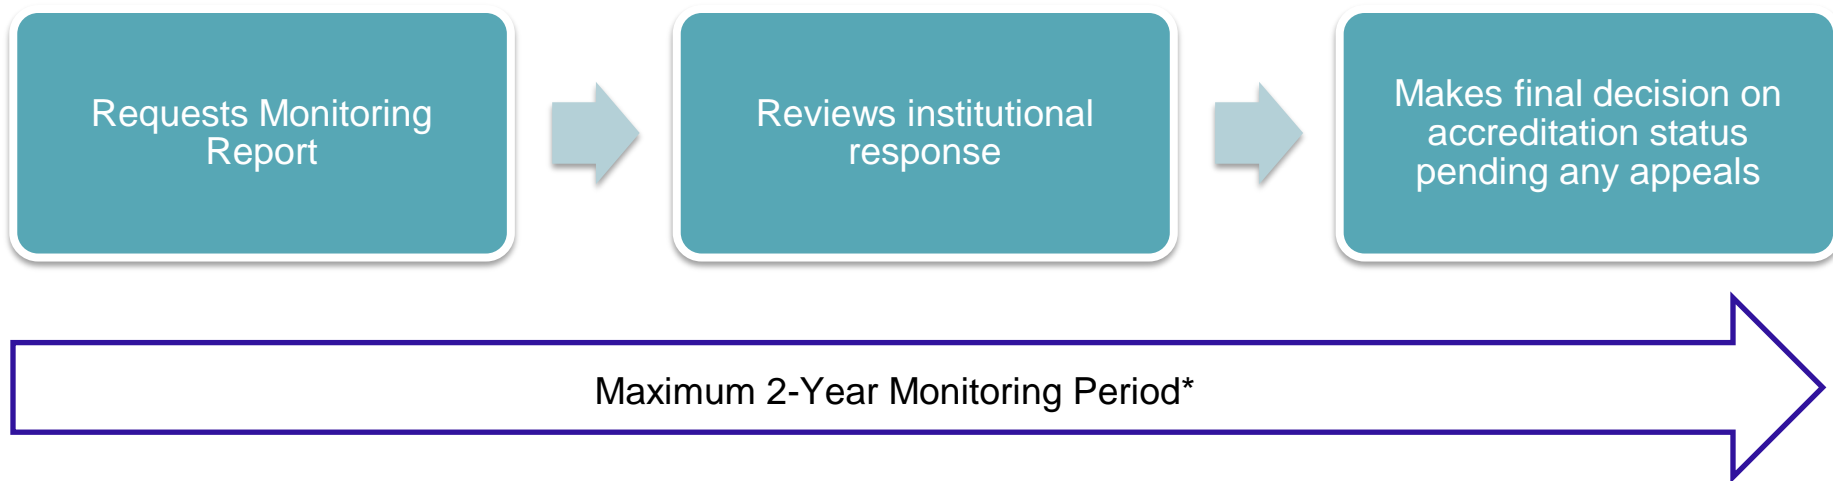 Requests Monitoring
Report
Reviews institutional
response
Makes final decision on
accreditation status
pending any appeals
Maximum 2-Year Monitoring Period*